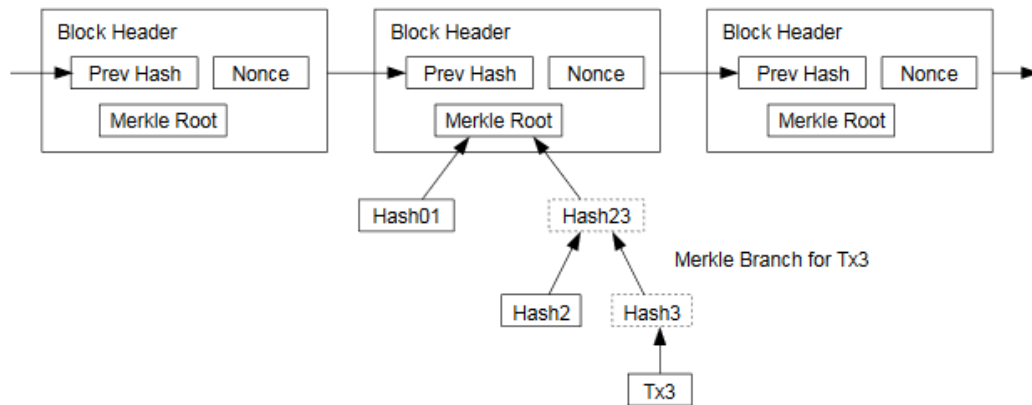 Block Header
Block Header
Block Header
Prev Hash
Nonce
Prev Hash
Nonce
Prev Hash
Nonce
Merkle Root
Merkle Root
Merkle Root
Hash01
Hash23
Merkle Branch for Tx3
Hash2
Hash3
Tx3